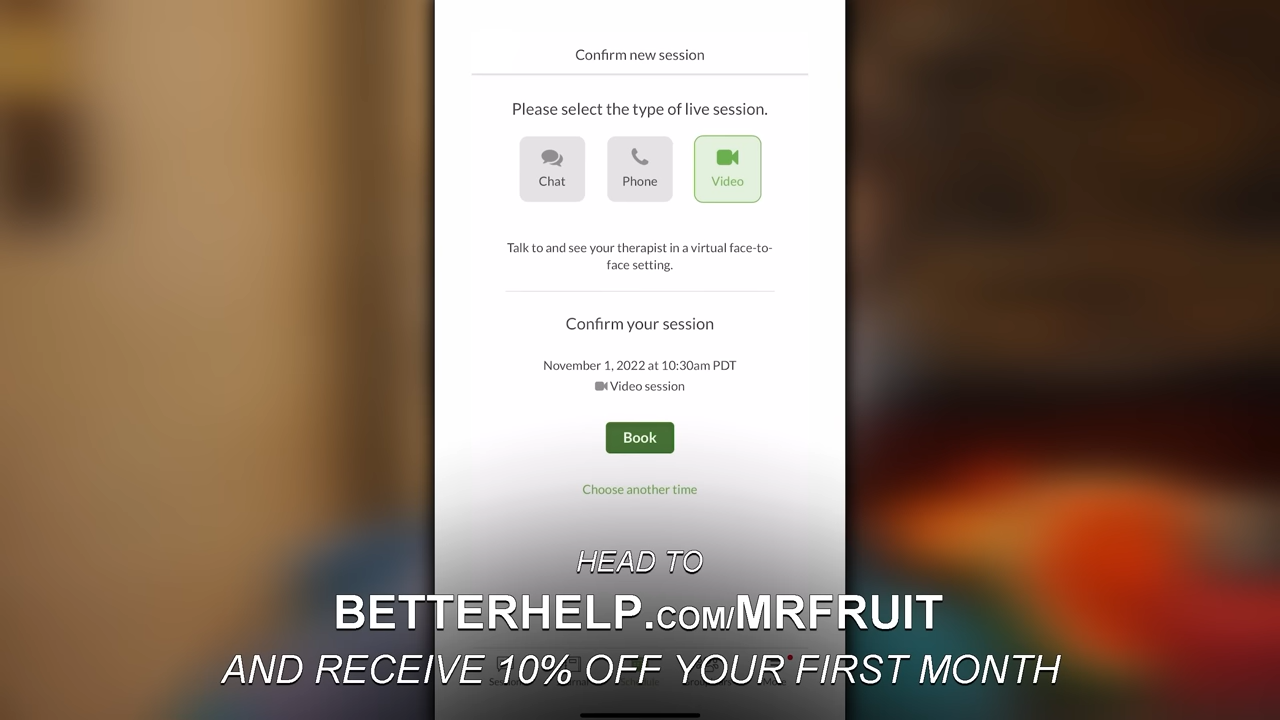 Confirm new session
Please select the type of live session.
Chat
Phone
Video
Talk to and see your therapist in a virtual face-to-
face setting.
Confirm your session
November 1, 2022 at 10:30am PDT
Video session
Book
Choose another time
HEAD TO
BETTERHELP.COM/MRFRUIT
AND RECEIVE 10% OFF YOUR FIRST MONTH